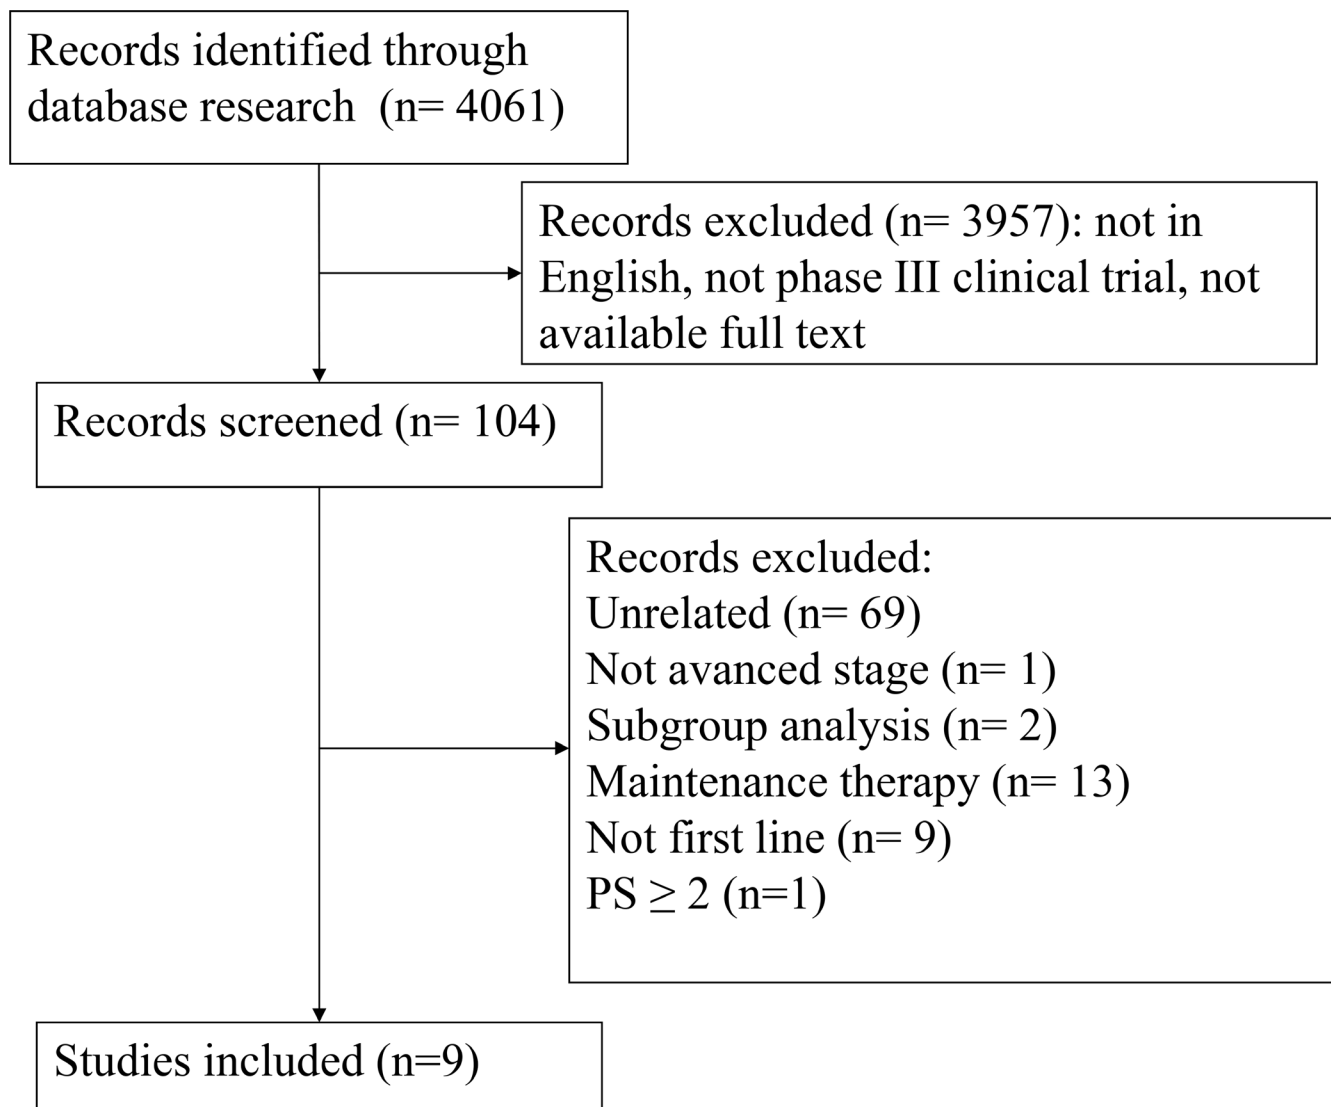 Records identified through
database research  (n= 4061)
Records excluded (n= 3957): not in
English, not phase III clinical trial, not
available full text
Records screened (n= 104)
Records excluded:
Unrelated (n= 69)
Not avanced stage (n= 1)
Subgroup analysis (n= 2)
Maintenance therapy (n= 13)
Not first line (n= 9)
PS ≥ 2 (n=1)
Studies included (n=9)